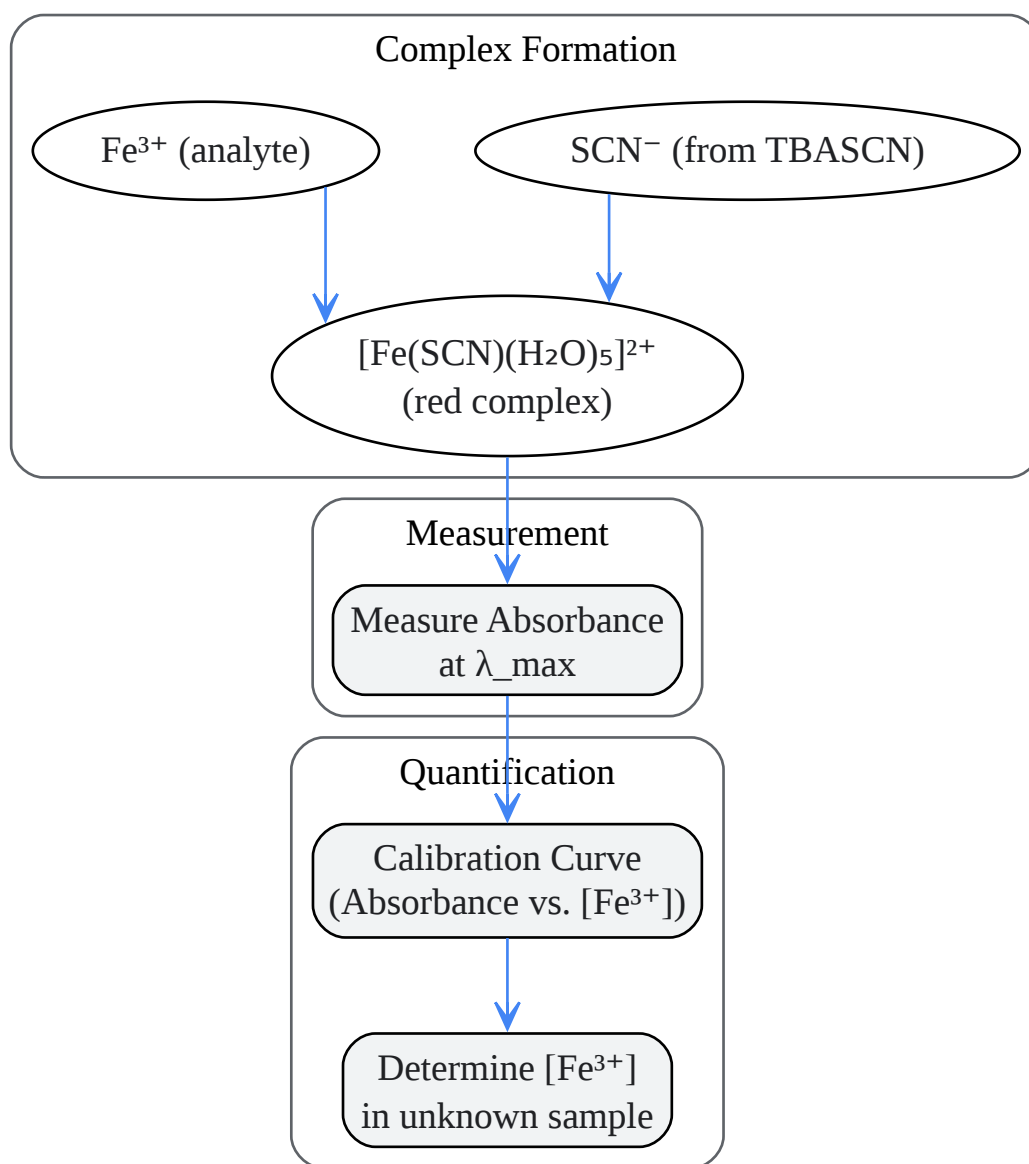 Complex Formation
Fe³⁺ (analyte)
SCN⁻ (from TBASCN)
[Fe(SCN)(H₂O)₅]²⁺
(red complex)
Measurement
Measure Absorbance
at λ_max
Quantification
Calibration Curve
(Absorbance vs. [Fe³⁺])
Determine [Fe³⁺]
in unknown sample